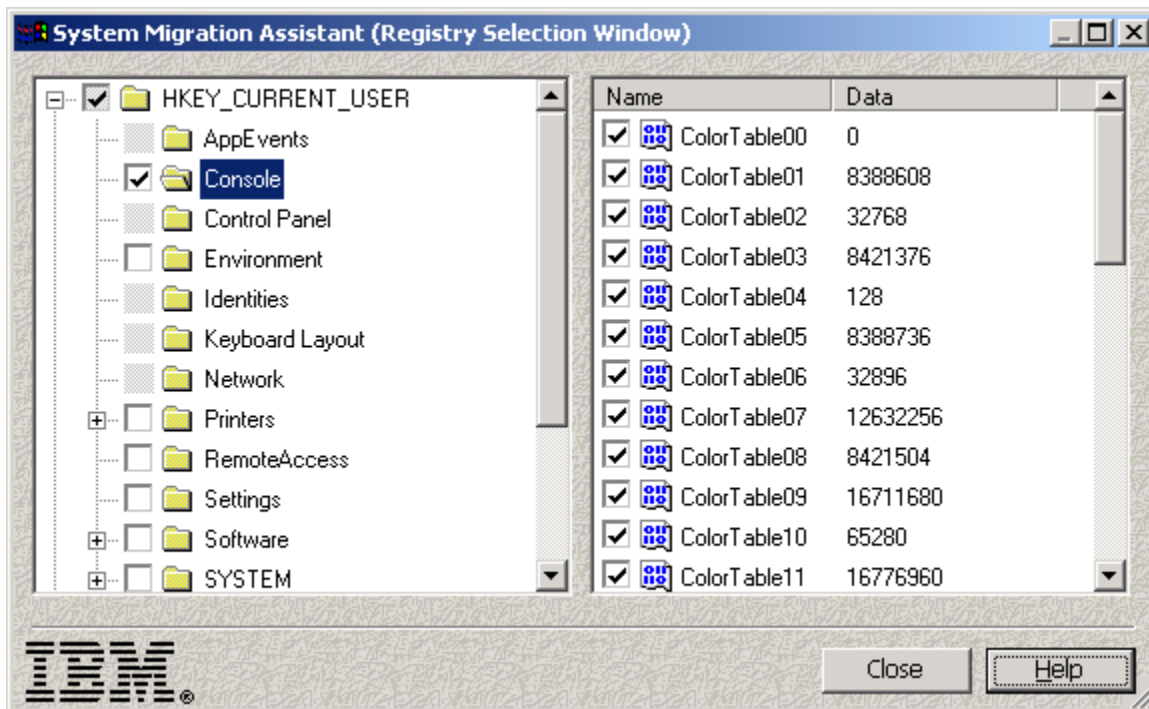 System Migration Assistant (Registry Selection Window)
HKEY_CURRENT_USER
AppEvents
Console
Control Panel
Environment
Identities
Keyboard Layout
Network
Printers
RemoteAccess
Settings
Software
SYSTEM
Name Data
ColorTable00 0
ColorTable01 8388608
ColorTable02 32768
ColorTable03 8421376
ColorTable04 128
ColorTable05 8388736
ColorTable06 32896
ColorTable07 12632256
ColorTable08 8421504
ColorTable09 16711680
ColorTable10 65280
ColorTable11 16776960
IBM®
Close Help